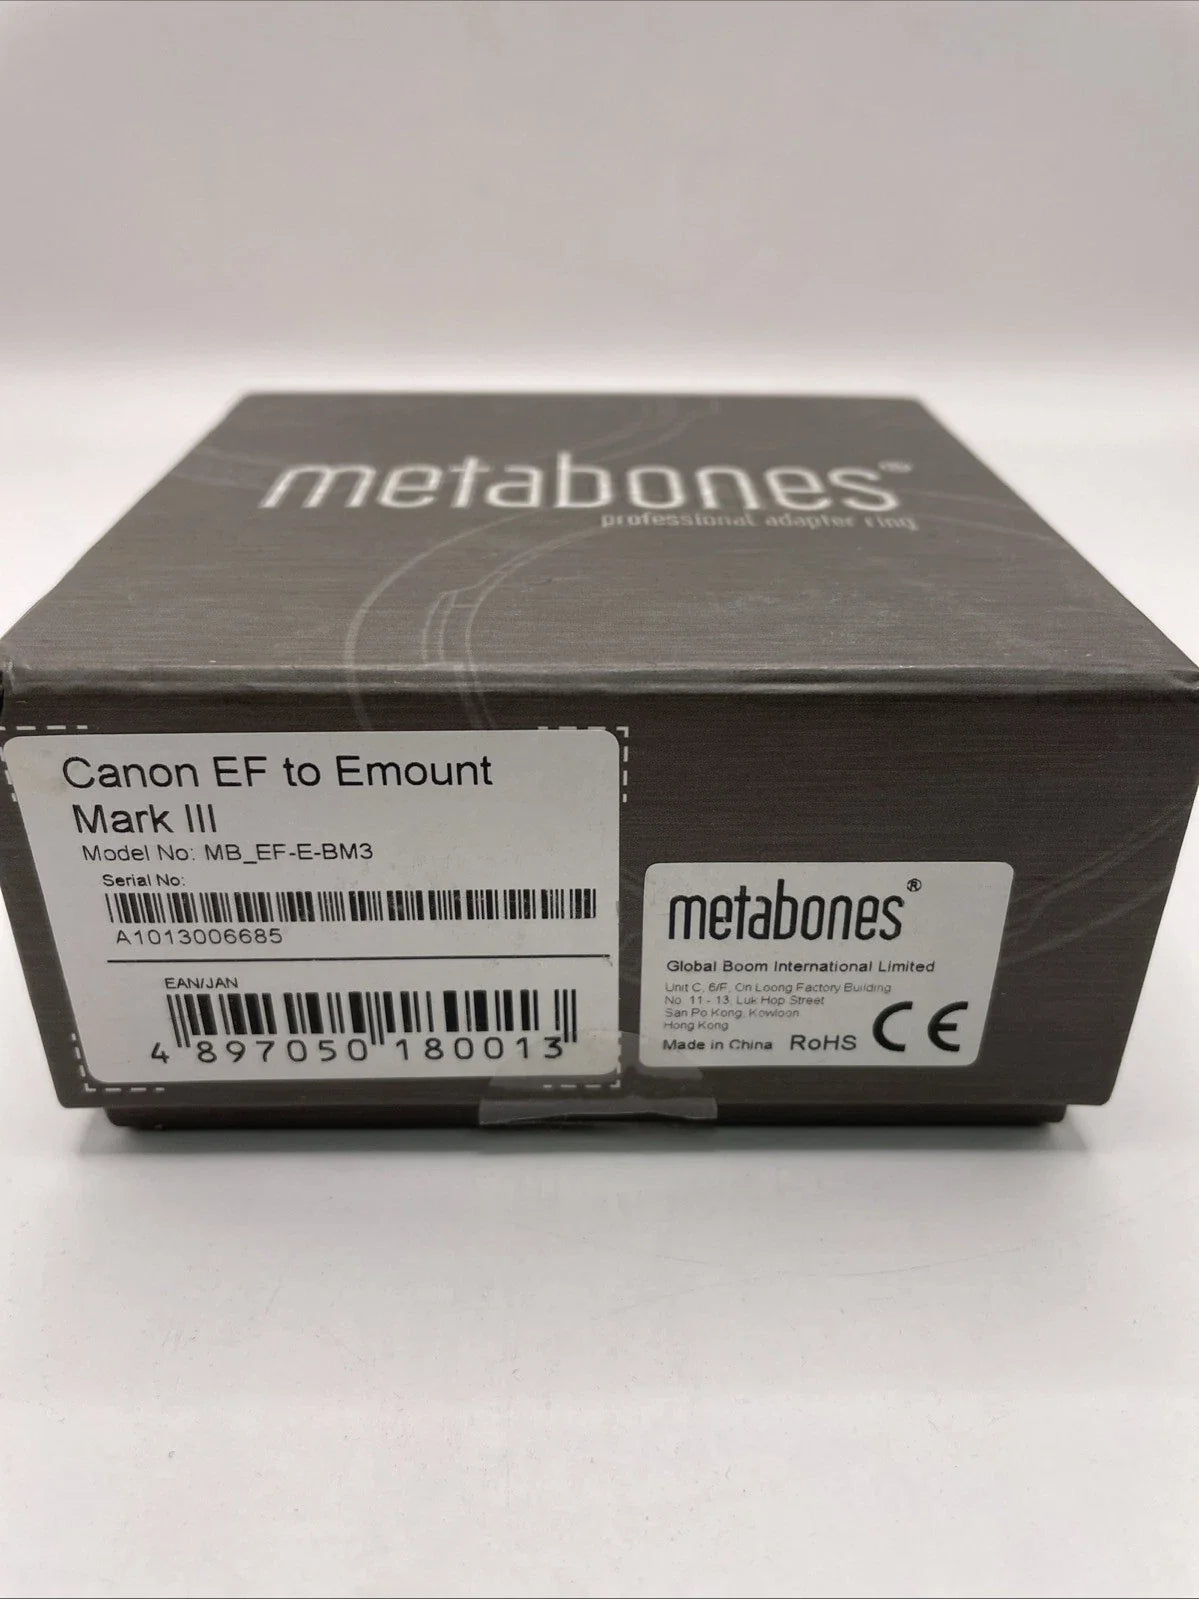 metabones®
professional adapter ring
Canon EF to Emount
Mark III
Model No: MB_EF-E-BM3
Serial No:
A1013006685
EAN/JAN
4 897050 180013
metabones®
Global Boom International Limited
Unit C, 6/F, On Loong Factory Building
No. 11 - 13, Luk Hop Street
San Po Kong, Kowloon
Hong Kong
Made in China RoHS CE